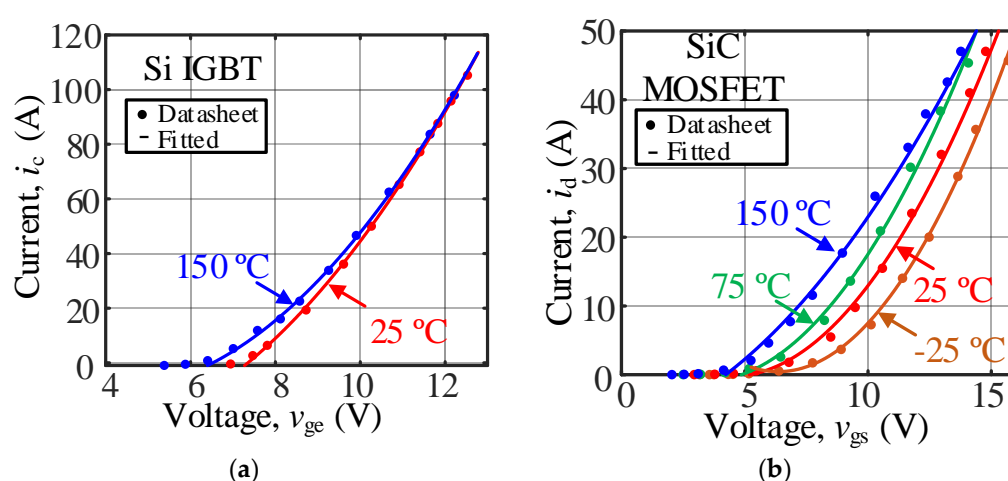 120
100
80
60
40
20
0
Current, ic (A)
Si IGBT
• Datasheet
– Fitted
150 ºC
25 ºC
4 6 8 10 12
Voltage, vge (V)
(a)
50
40
30
20
10
0
Current, id (A)
SiC
MOSFET
• Datasheet
– Fitted
150 ºC
75 ºC
25 ºC
-25 ºC
0 5 10 15
Voltage, vgs (V)
(b)